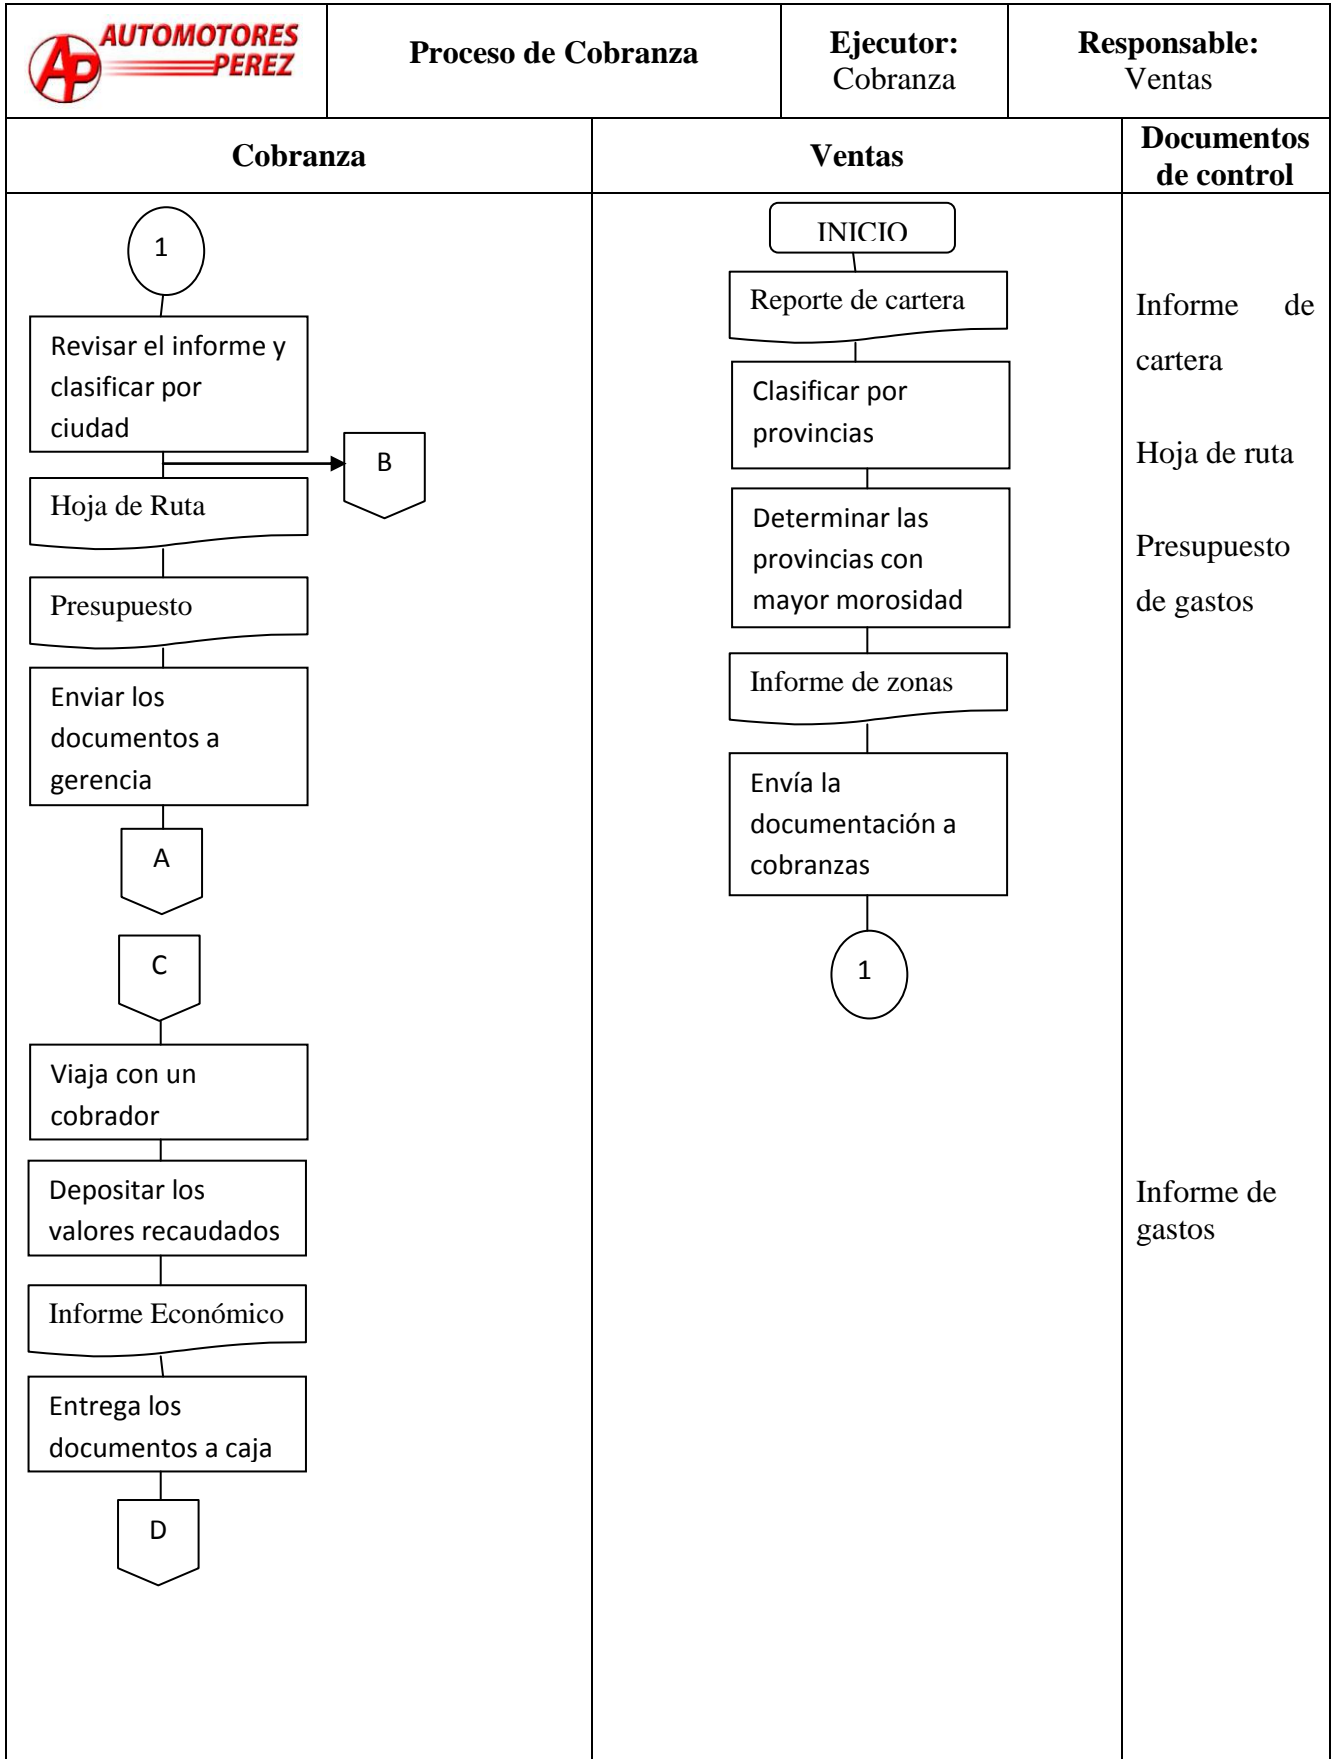 AP
AUTOMOTORES
PEREZ
Proceso de Cobranza
Ejecutor:
Cobranza
Responsable:
Ventas
Cobranza
Ventas
Documentos
de control
1
Revisar el informe y
clasificar por
ciudad
B
Hoja de Ruta
Presupuesto
Enviar los
documentos a
gerencia
A
C
Viaja con un
cobrador
Depositar los
valores recaudados
Informe Económico
Entrega los
documentos a caja
D
INICIO
Reporte de cartera
Clasificar por
provincias
Determinar las
provincias con
mayor morosidad
Informe de zonas
Envía la
documentación a
cobranzas
1
Informe de
cartera
Hoja de ruta
Presupuesto
de gastos
Informe de
gastos